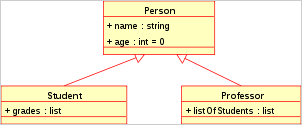 Person
+ name : string
+ age : int = 0
Student
+ grades : list
Professor
+ listOfStudents : list